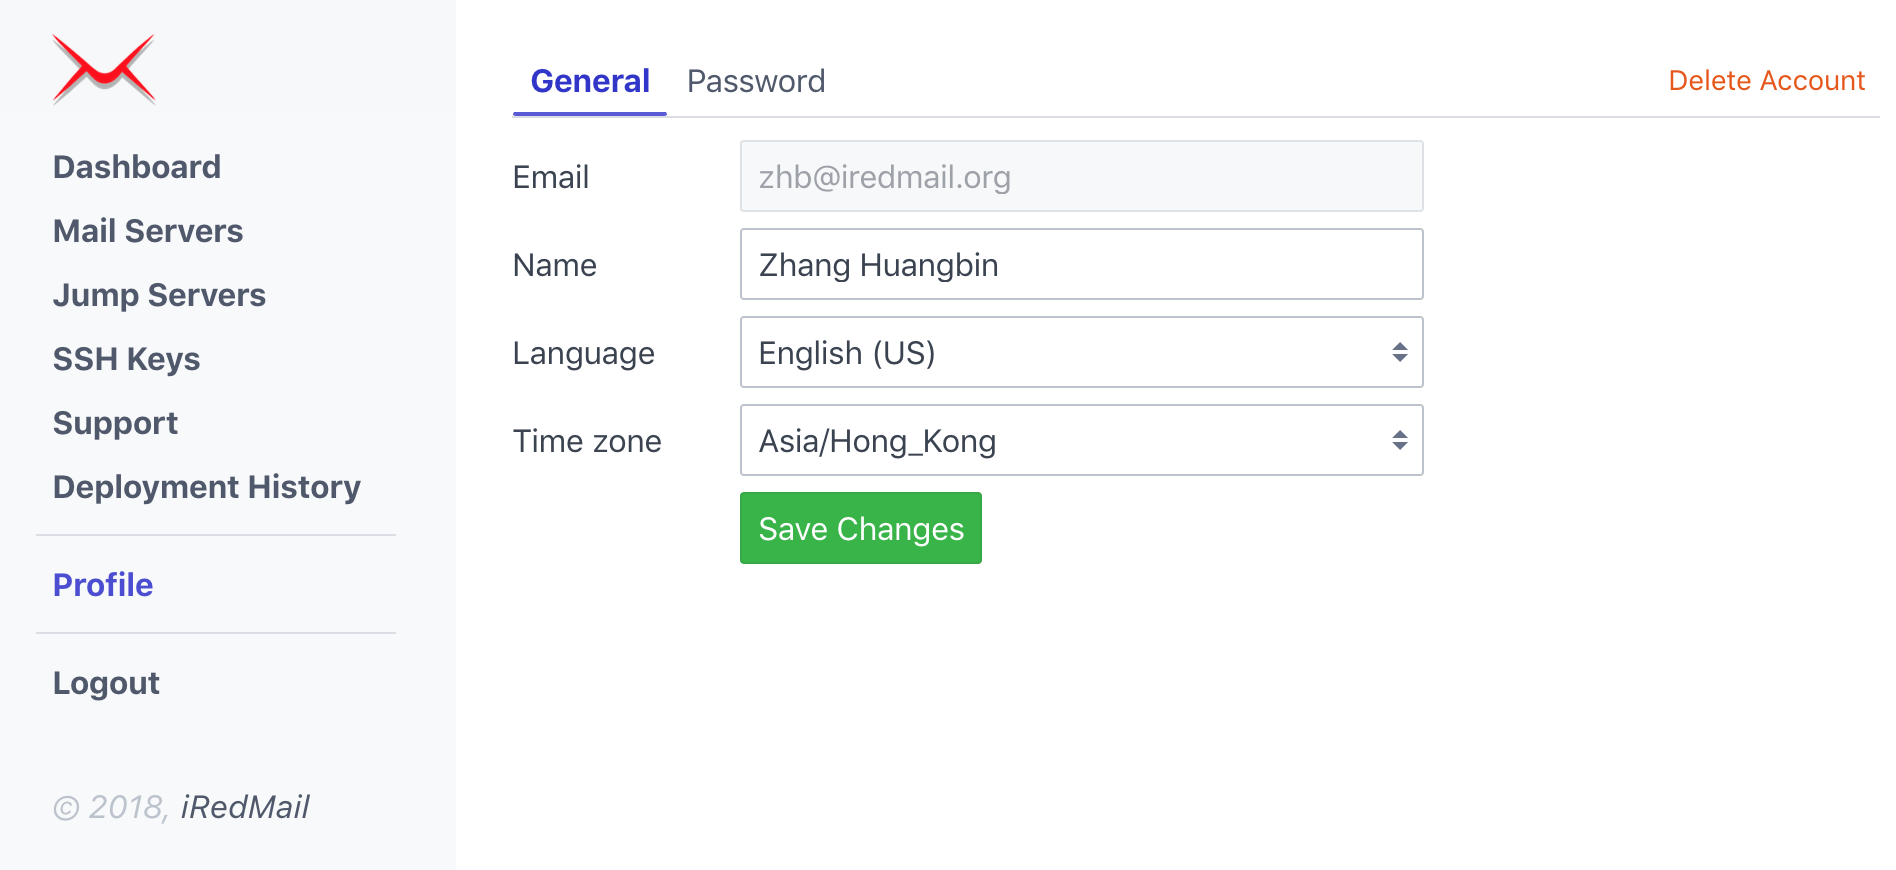 Dashboard
Mail Servers
Jump Servers
SSH Keys
Support
Deployment History
Profile
Logout
© 2018, iRedMail
General Password Delete Account
Email zhb@iredmail.org
Name Zhang Huangbin
Language English (US)
Time zone Asia/Hong_Kong
Save Changes